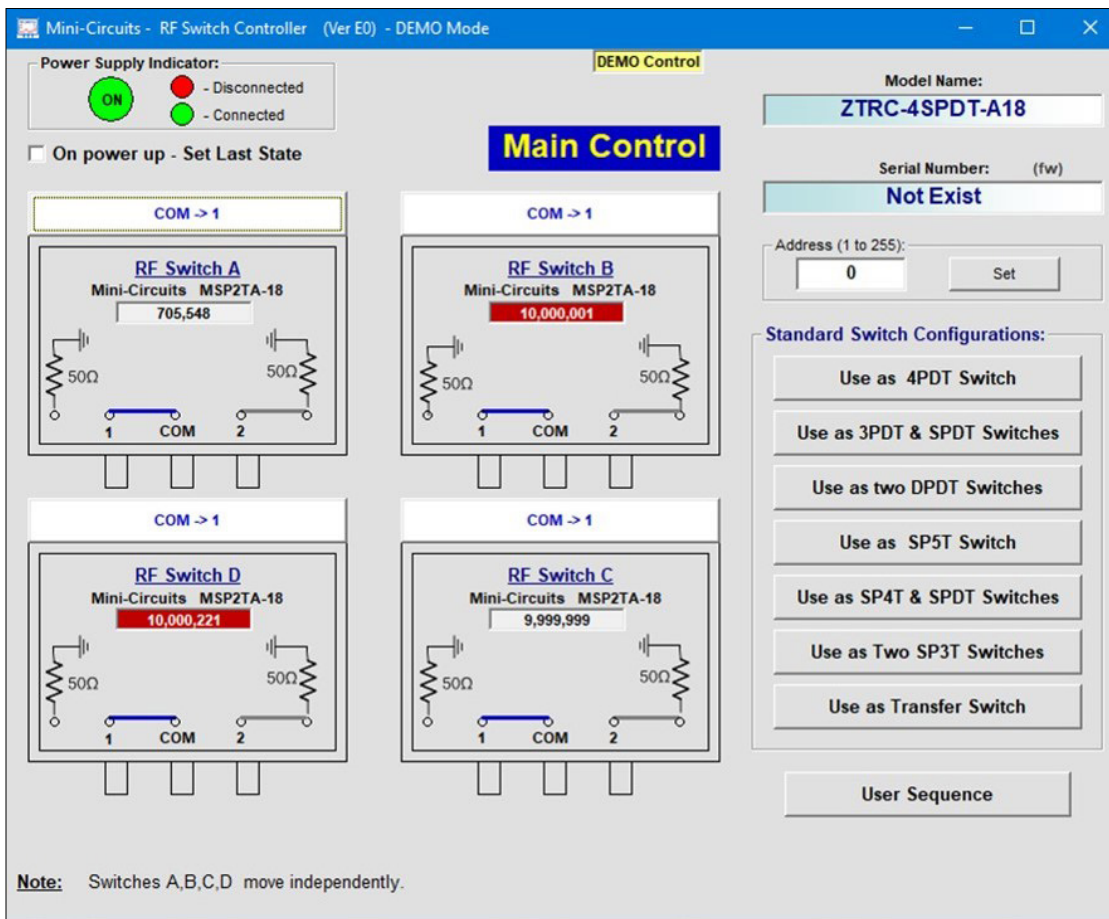 Mini-Circuits - RF Switch Controller (Ver E0) - DEMO Mode
Power Supply Indicator:
ON
- Disconnected
- Connected
DEMO Control
Model Name:
ZTRC-4SPDT-A18
On power up - Set Last State
Main Control
Serial Number: (fw)
Not Exist
COM -> 1
RF Switch A
Mini-Circuits MSP2TA-18
705,548
50Ω
50Ω
1 COM 2
COM -> 1
RF Switch B
Mini-Circuits MSP2TA-18
10,000,001
50Ω
50Ω
1 COM 2
Address (1 to 255):
0
Set
COM -> 1
RF Switch D
Mini-Circuits MSP2TA-18
10,000,221
50Ω
50Ω
1 COM 2
COM -> 1
RF Switch C
Mini-Circuits MSP2TA-18
9,999,999
50Ω
50Ω
1 COM 2
Standard Switch Configurations:
Use as 4PDT Switch
Use as 3PDT & SPDT Switches
Use as two DPDT Switches
Use as SP5T Switch
Use as SP4T & SPDT Switches
Use as Two SP3T Switches
Use as Transfer Switch
User Sequence
Note: Switches A,B,C,D move independently.